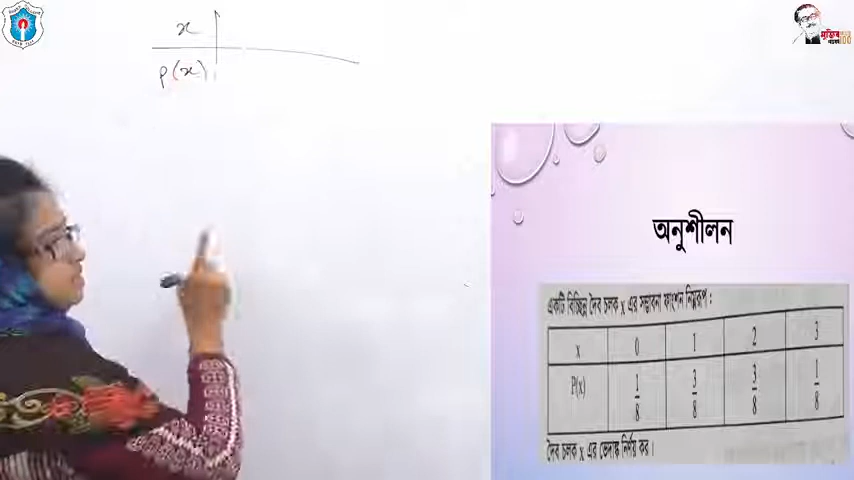 x
P(x)
অনুশীলন
একটি বিচ্ছিন্ন দৈব চলক x এর সম্ভাবনা ফাংশন নিম্নরূপ :
x 0 1 2 3
P(x) 1/8 3/8 3/8 1/8
দৈব চলক x এর ভেদাঙ্ক নির্ণয় কর।
মুজিব
100